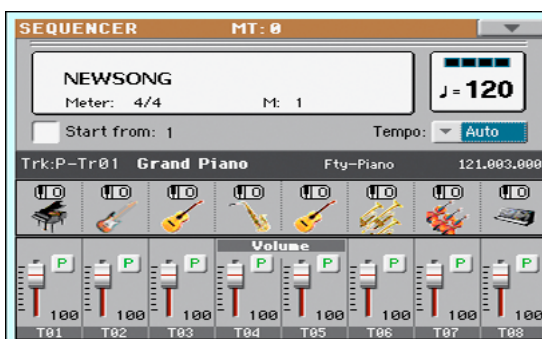 SEQUENCER MT: 0
NEWSONG
Meter: 4/4 M: 1
♩=120
Start from: 1 Tempo: Auto
Trk:P-Tr01 Grand Piano Fty-Piano 121.003.000
Volume
P P P P P P P P
100 100 100 100 100 100 100 100
T01 T02 T03 T04 T05 T06 T07 T08